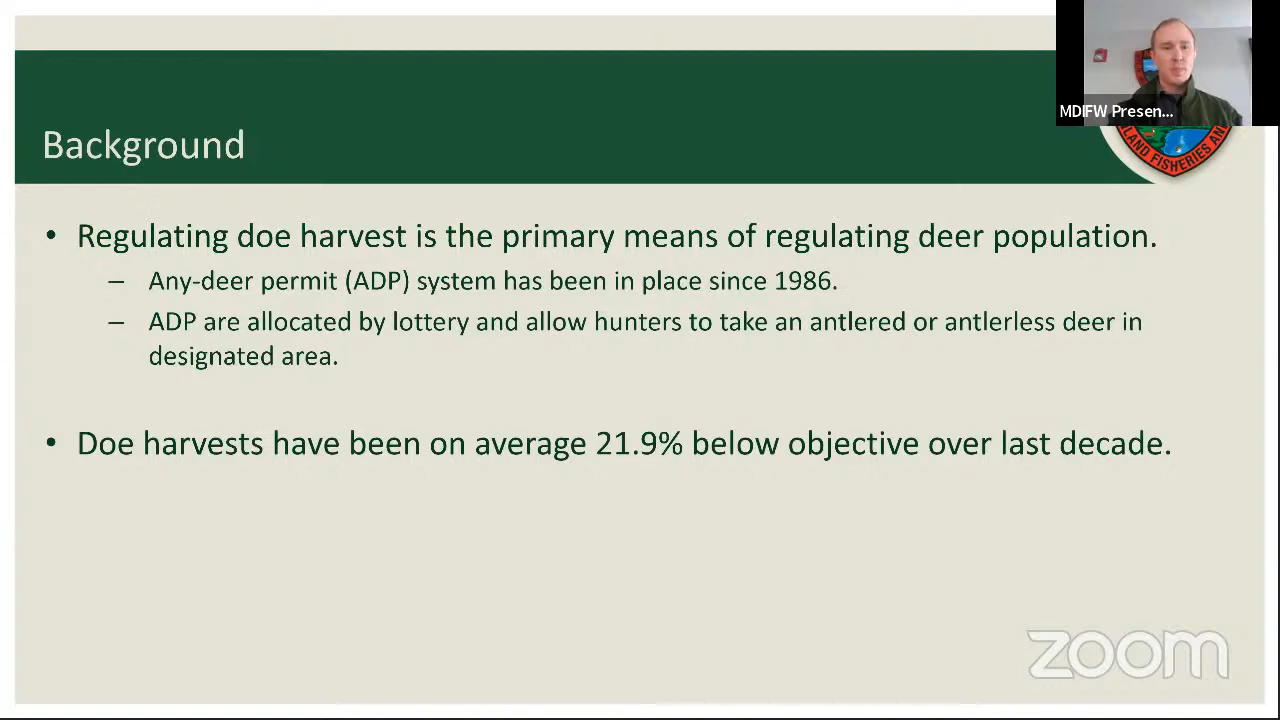 MDIFW Presen...
LAND FISHERIES AN
Background
• Regulating doe harvest is the primary means of regulating deer population.
– Any-deer permit (ADP) system has been in place since 1986.
– ADP are allocated by lottery and allow hunters to take an antlered or antlerless deer in
designated area.
• Doe harvests have been on average 21.9% below objective over last decade.
zoom